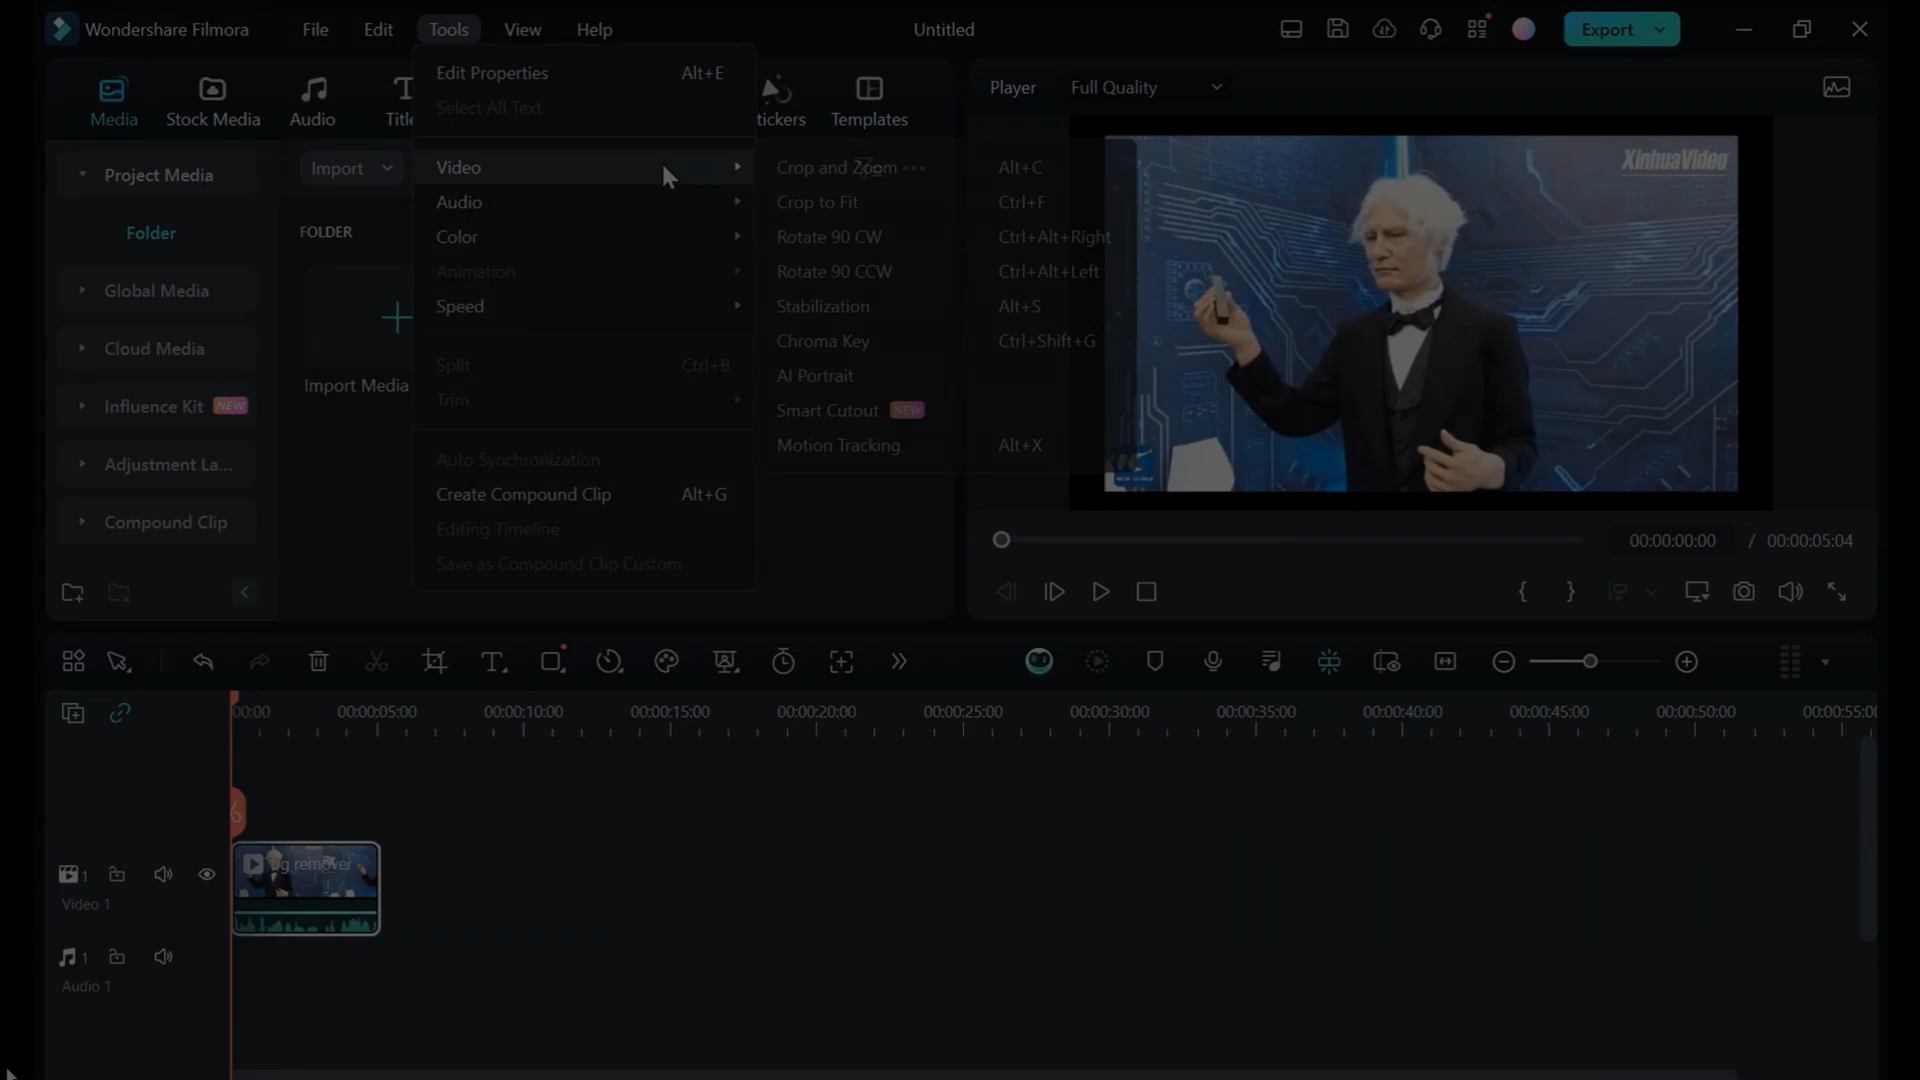 Wondershare Filmora
File
Edit
Tools
View
Help
Untitled
Export
Edit Properties Alt+E
Select All Text
Media
Stock Media
Audio
Title
tickers
Templates
Player
Full Quality
Project Media
Import
Video
Crop and Zoom Alt+C
XinhuaVideo
Audio
Crop to Fit Ctrl+F
Folder
FOLDER
Color
Rotate 90 CW Ctrl+Alt+Right
Animation
Rotate 90 CCW Ctrl+Alt+Left
Global Media
Speed
Stabilization Alt+S
Chroma Key Ctrl+Shift+G
Cloud Media
Split Ctrl+B
AI Portrait
Import Media
Trim
Influence Kit NEW
Smart Cutout NEW
Motion Tracking Alt+X
Adjustment La...
Auto Synchronization
Create Compound Clip Alt+G
Compound Clip
Editing Timeline
Save as Compound Clip Custom
00:00:00:00 / 00:00:05:04
00:00 00:00:05:00 00:00:10:00 00:00:15:00 00:00:20:00 00:00:25:00 00:00:30:00 00:00:35:00 00:00:40:00 00:00:45:00 00:00:50:00 00:00:55:00
6
bg remover
1
Video 1
1
Audio 1